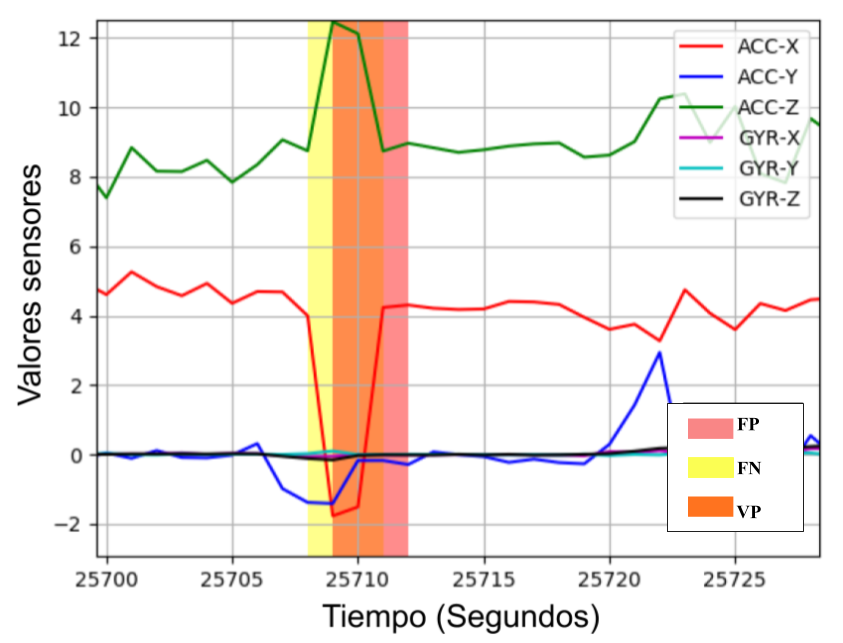 12
10
8
6
4
2
0
−2
25700
25705
25710
25715
25720
25725
Valores sensores
Tiempo (Segundos)
ACC-X
ACC-Y
ACC-Z
GYR-X
GYR-Y
GYR-Z
FP
FN
VP